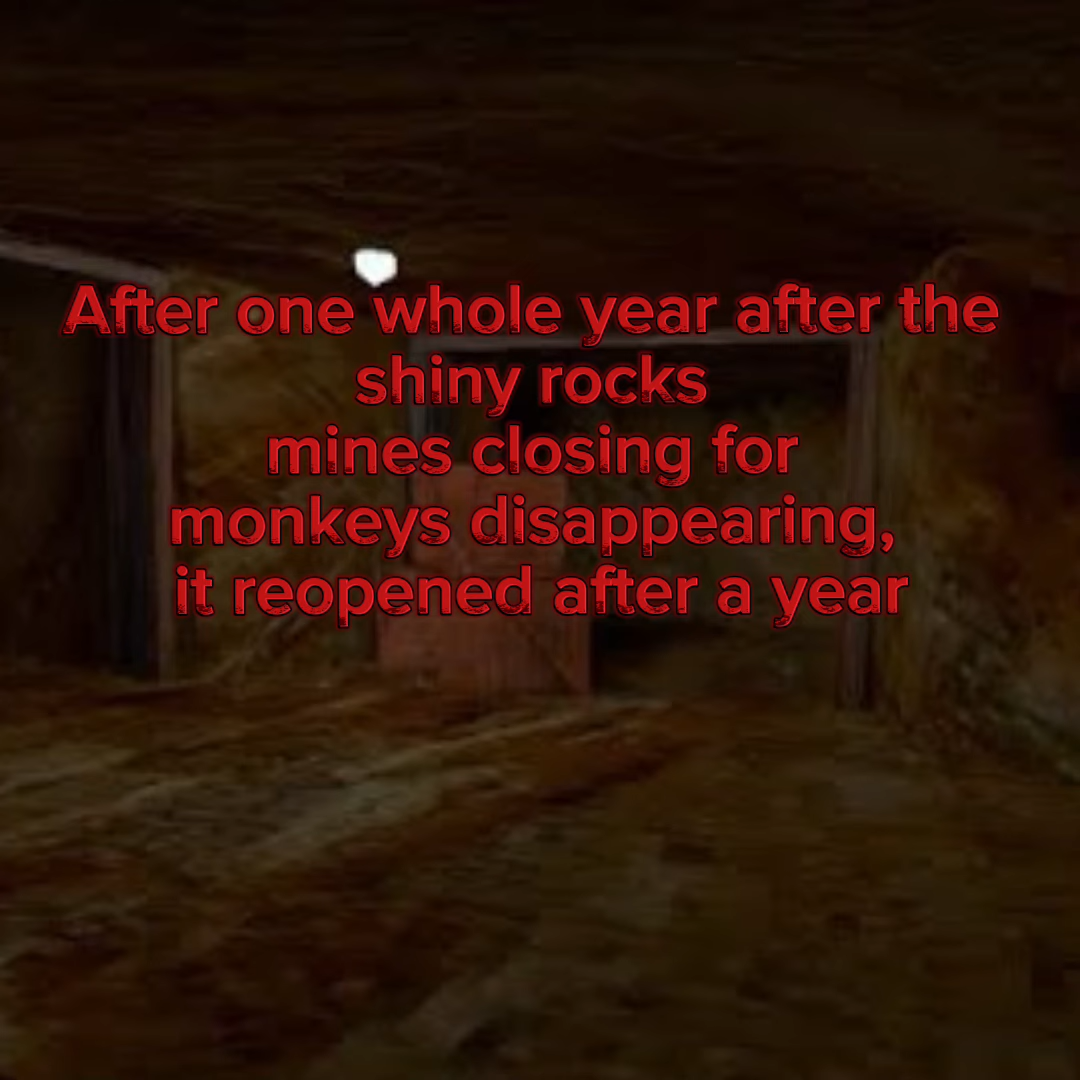 After one whole year after the
shiny rocks
mines closing for
monkeys disappearing,
it reopened after a year